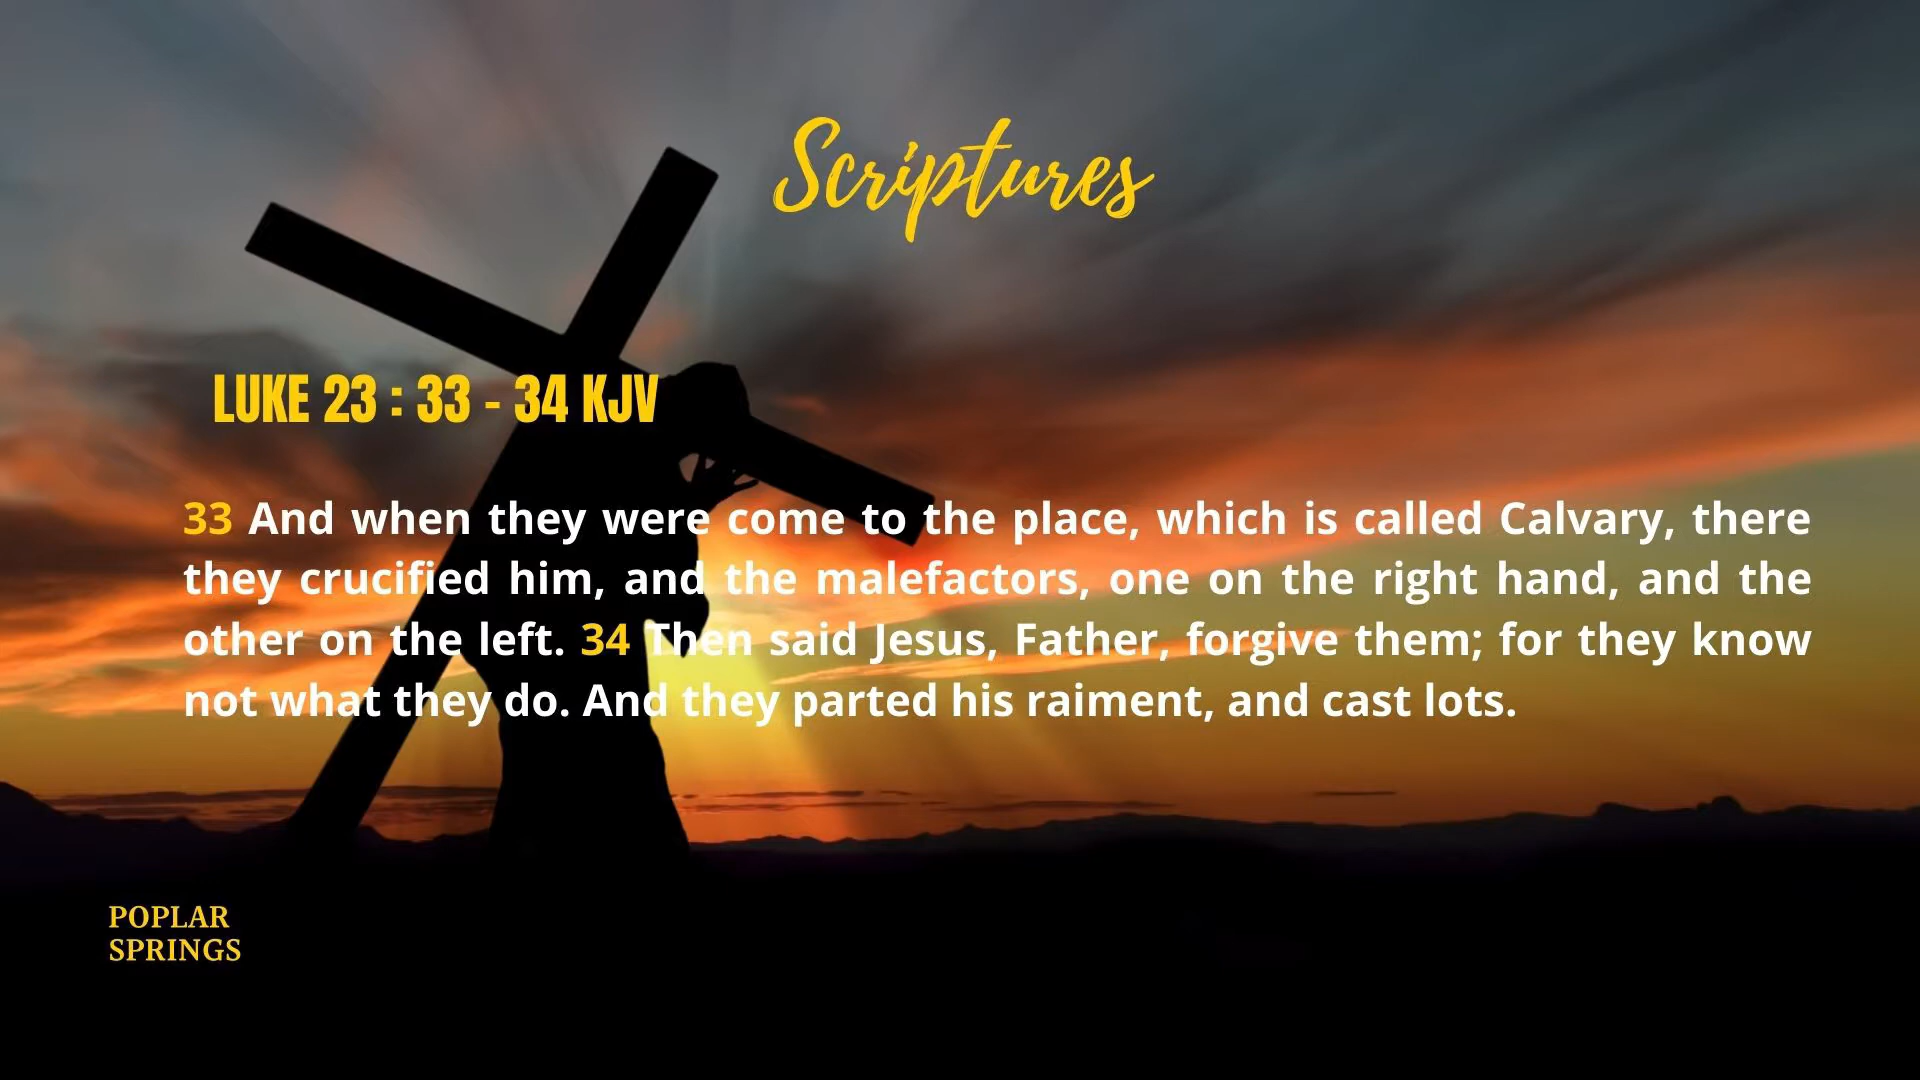 Scriptures
LUKE 23 : 33 - 34 KJV
33 And when they were come to the place, which is called Calvary, there
they crucified him, and the malefactors, one on the right hand, and the
other on the left. 34 Then said Jesus, Father, forgive them; for they know
not what they do. And they parted his raiment, and cast lots.
POPLAR
SPRINGS